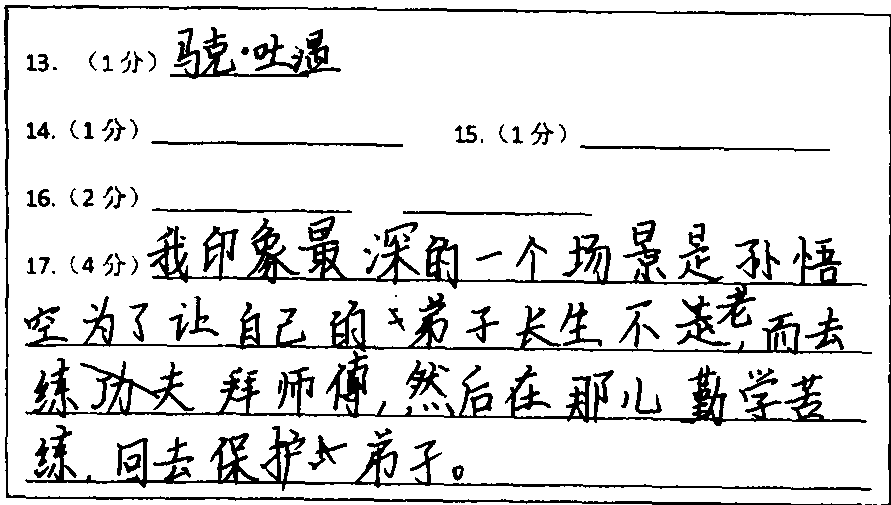 13. （1分）马克·吐温
14.（1分） 15.（1分）
16.（2分）
17.（4分）我印象最深的一个场景是孙悟
空为了让自己的弟子长生不老,而去
练功夫拜师傅,然后在那儿勤学苦
练,回去保护弟子。